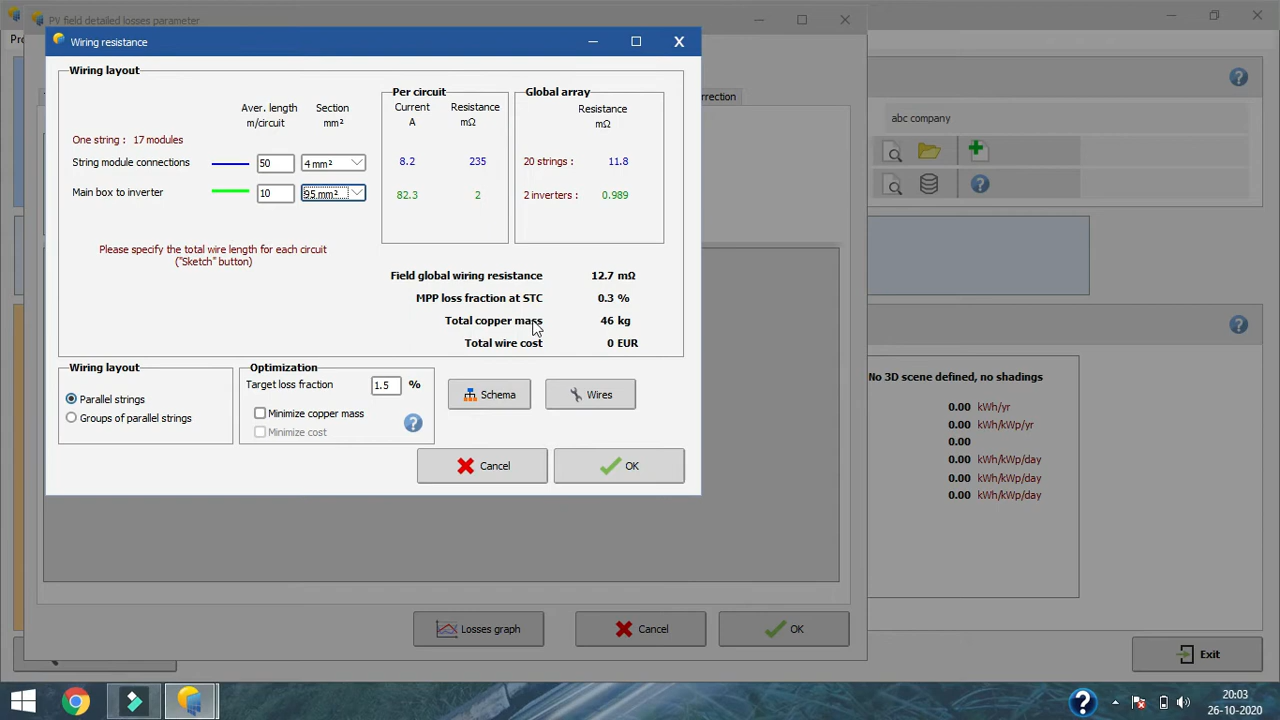 PV field detailed losses parameter
Wiring resistance
Wiring layout
Aver. length
m/circuit
Section
mm²
Per circuit
Current
A
Resistance
mΩ
Global array
Resistance
mΩ
One string : 17 modules
String module connections 50 4 mm² 8.2 235 20 strings : 11.8
Main box to inverter 10 95 mm² 82.3 2 2 inverters : 0.989
Please specify the total wire length for each circuit
("Sketch" button)
Field global wiring resistance 12.7 mΩ
MPP loss fraction at STC 0.3 %
Total copper mass 46 kg
Total wire cost 0 EUR
Wiring layout
Parallel strings
Groups of parallel strings
Optimization
Target loss fraction 1.5 %
Minimize copper mass
Minimize cost
Schema
Wires
Cancel
OK
Losses graph
Cancel
OK
rrection
abc company
No 3D scene defined, no shadings
0.00 kWh/yr
0.00 kWh/kWp/yr
0.00
0.00 kWh/kWp/day
0.00 kWh/kWp/day
0.00 kWh/kWp/day
Exit
20:03
26-10-2020